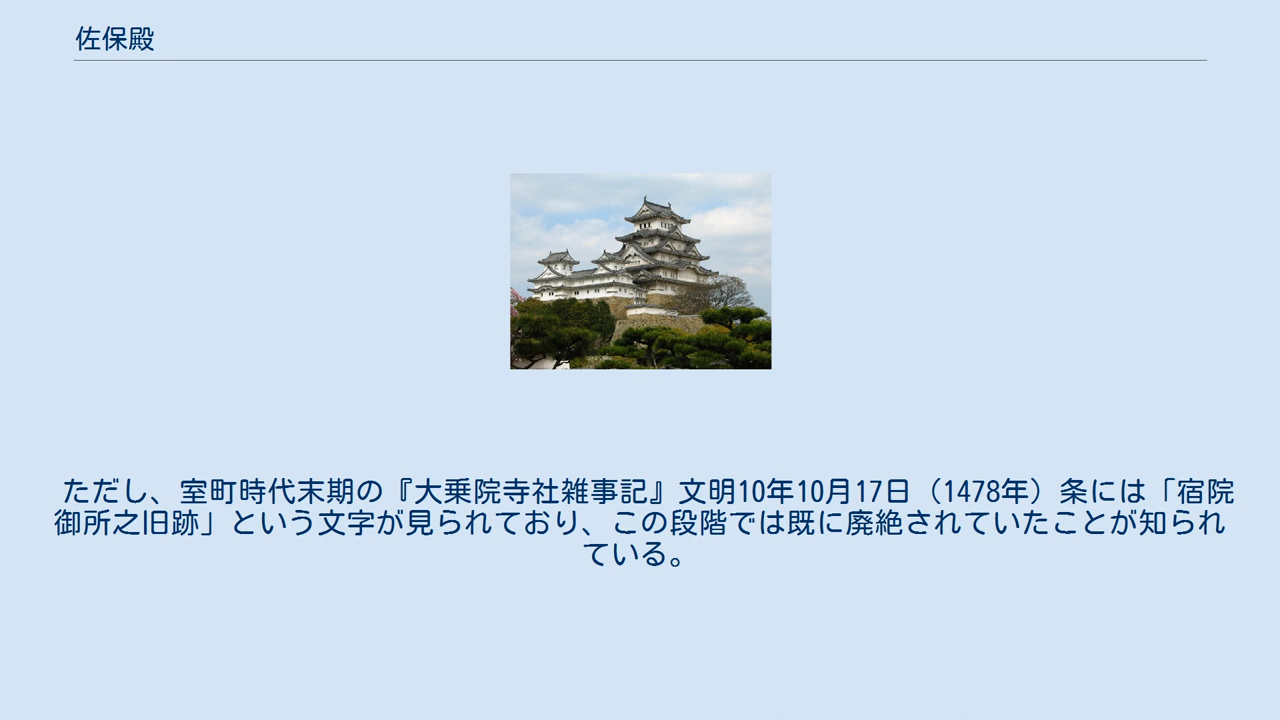 佐保殿
ただし、室町時代末期の『大乗院寺社雑事記』文明10年10月17日（1478年）条には「宿院
御所之旧跡」という文字が見られており、この段階では既に廃絶されていたことが知られ
ている。